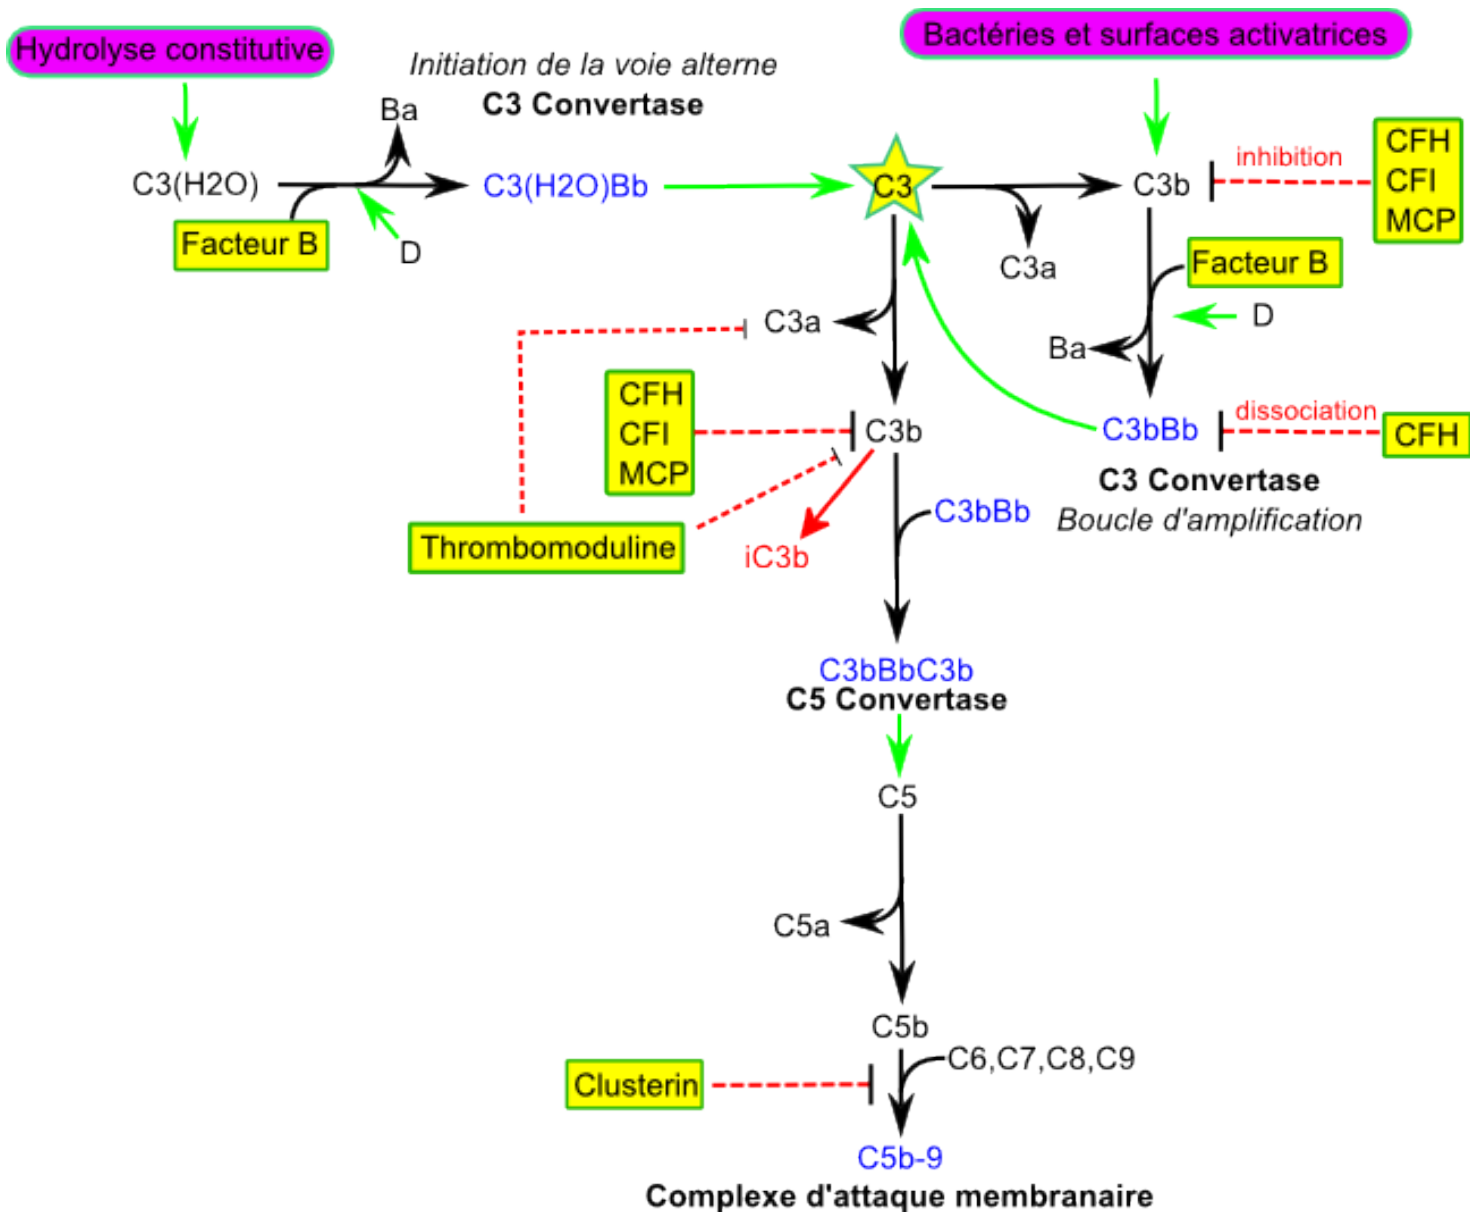 Hydrolyse constitutive
Bactéries et surfaces activatrices
Initiation de la voie alterne
C3 Convertase
Ba
C3(H2O)
C3(H2O)Bb
C3
C3b
inhibition
CFH
CFI
MCP
Facteur B
D
C3a
Facteur B
D
C3a
Ba
CFH
CFI
MCP
C3b
C3bBb
dissociation
CFH
C3 Convertase
Boucle d'amplification
C3bBb
Thrombomoduline
iC3b
C3bBbC3b
C5 Convertase
C5
C5a
C5b
C6,C7,C8,C9
Clusterin
C5b-9
Complexe d'attaque membranaire